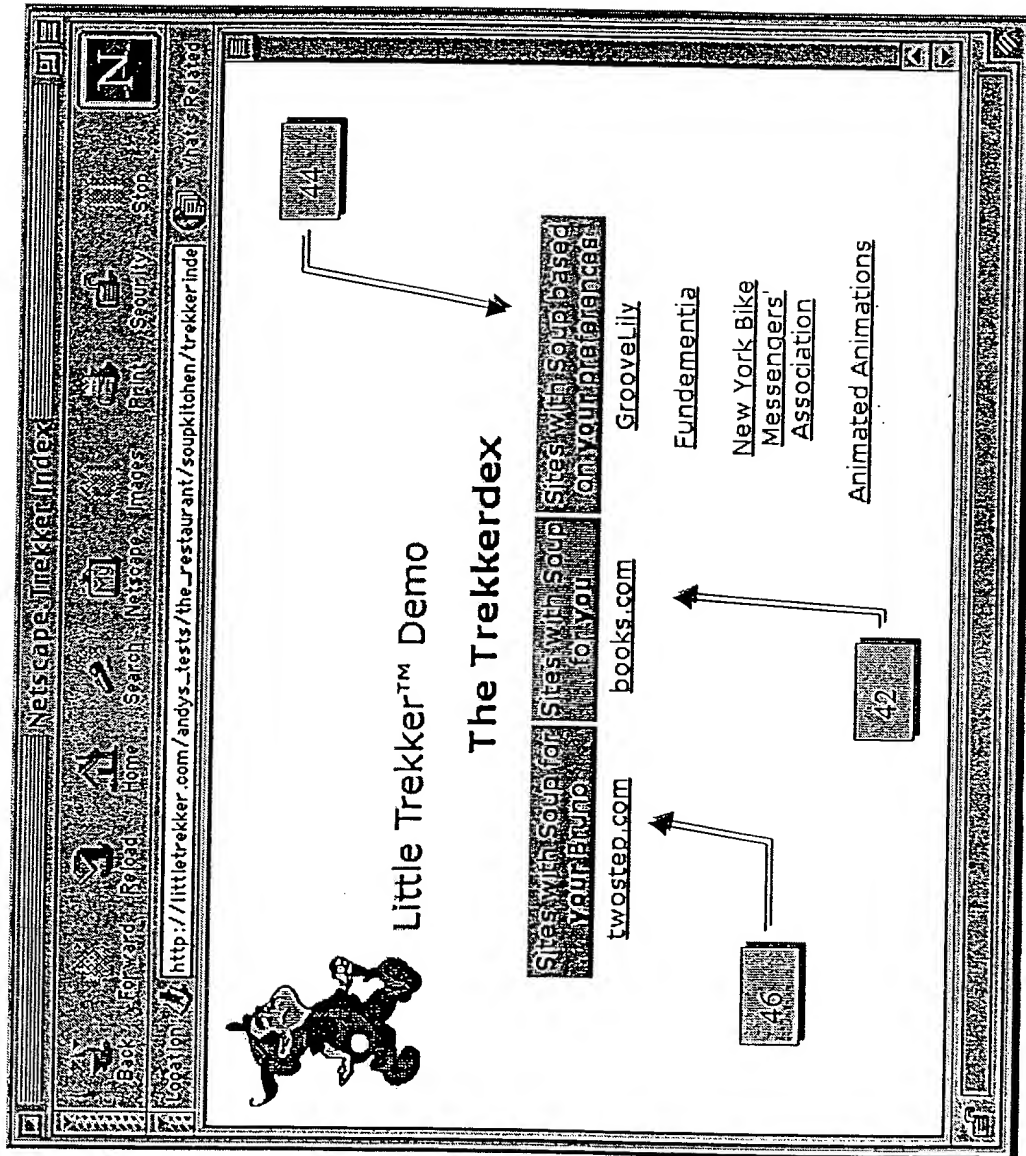 Netscape: Trekker Index
Back Forward Reload Home Search Netscape Images Print Security Stop
N
Location: http://littletrekker.com/andys_tests/the_restaurant/soupkitchen/trekkerinde What's Related
Little Trekker™ Demo
The Trekkerdex
44
Sites with Soup for
your Bruno
Sites with Soup
for you
Sites with Soup based
on your preferences
twostep.com
books.com
GrooveLily
Fundementia
New York Bike
Messengers'
Association
Animated Animations
46
42